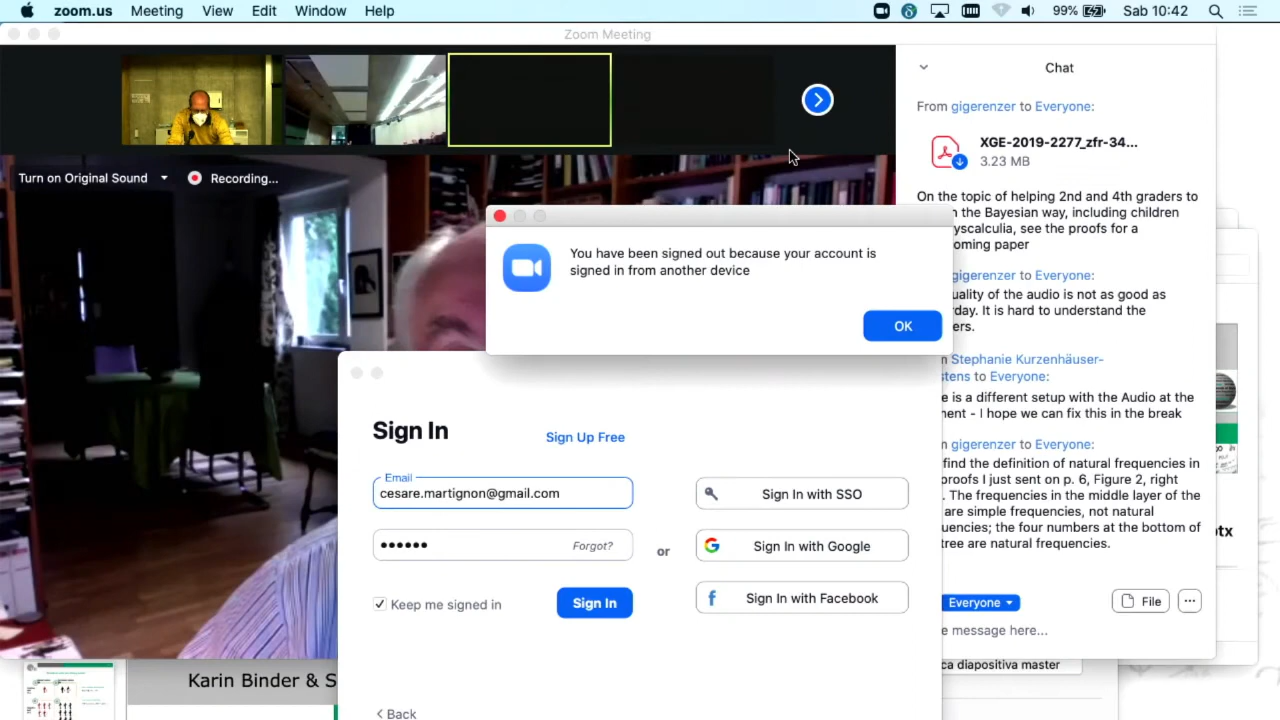 zoom.us Meeting View Edit Window Help
99% Sab 10:42
Zoom Meeting
Turn on Original Sound
Recording...
Chat
From gigerenzer to Everyone:
XGE-2019-2277_zfr-34...
3.23 MB
On the topic of helping 2nd and 4th graders to
the Bayesian way, including children
yscalculia, see the proofs for a
oming paper
gigerenzer to Everyone:
uality of the audio is not as good as
day. It is hard to understand the
ers.
Stephanie Kurzenhäuser-
stens to Everyone:
e is a different setup with the Audio at the
ent - I hope we can fix this in the break
gigerenzer to Everyone:
find the definition of natural frequencies in
proofs I just sent on p. 6, Figure 2, right
. The frequencies in the middle layer of the
are simple frequencies, not natural
uencies; the four numbers at the bottom of
tree are natural frequencies.
Everyone
File
e message here...
You have been signed out because your account is
signed in from another device
OK
Sign In
Sign Up Free
Email
cesare.martignon@gmail.com
Forgot?
Keep me signed in
Sign In
or
Sign In with SSO
Sign In with Google
Sign In with Facebook
Back
Karin Binder & S
ca diapositiva master
tx